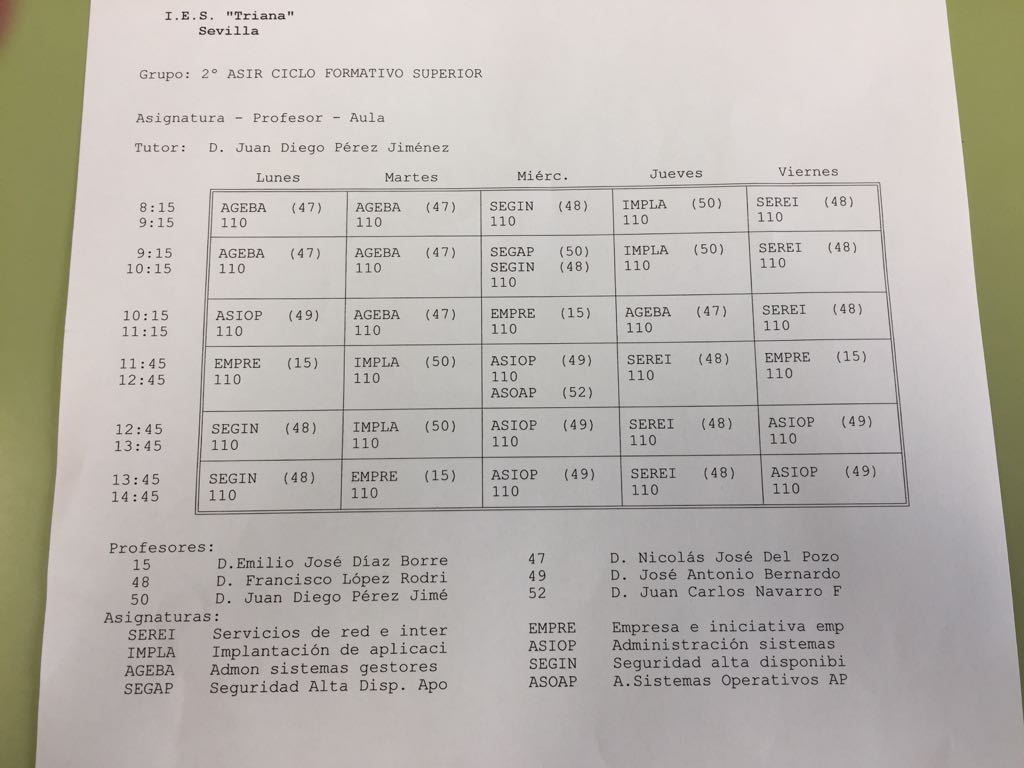 I.E.S. "Triana"
Sevilla
Grupo: 2º ASIR CICLO FORMATIVO SUPERIOR
Asignatura - Profesor - Aula
Tutor: D. Juan Diego Pérez Jiménez
Lunes Martes Miérc. Jueves Viernes
8:15 AGEBA (47) AGEBA (47) SEGIN (48) IMPLA (50) SEREI (48)
9:15 110 110 110 110 110
9:15 AGEBA (47) AGEBA (47) SEGAP (50) IMPLA (50) SEREI (48)
10:15 110 110 SEGIN (48) 110 110
110
10:15 ASIOP (49) AGEBA (47) EMPRE (15) AGEBA (47) SEREI (48)
11:15 110 110 110 110 110
11:45 EMPRE (15) IMPLA (50) ASIOP (49) SEREI (48) EMPRE (15)
12:45 110 110 110 110 110
ASOAP (52)
12:45 SEGIN (48) IMPLA (50) ASIOP (49) SEREI (48) ASIOP (49)
13:45 110 110 110 110 110
13:45 SEGIN (48) EMPRE (15) ASIOP (49) SEREI (48) ASIOP (49)
14:45 110 110 110 110 110
Profesores:
15 D.Emilio José Díaz Borre 47 D. Nicolás José Del Pozo
48 D. Francisco López Rodri 49 D. José Antonio Bernardo
50 D. Juan Diego Pérez Jimé 52 D. Juan Carlos Navarro F
Asignaturas:
SEREI Servicios de red e inter EMPRE Empresa e iniciativa emp
IMPLA Implantación de aplicaci ASIOP Administración sistemas
AGEBA Admon sistemas gestores SEGIN Seguridad alta disponibi
SEGAP Seguridad Alta Disp. Apo ASOAP A.Sistemas Operativos AP